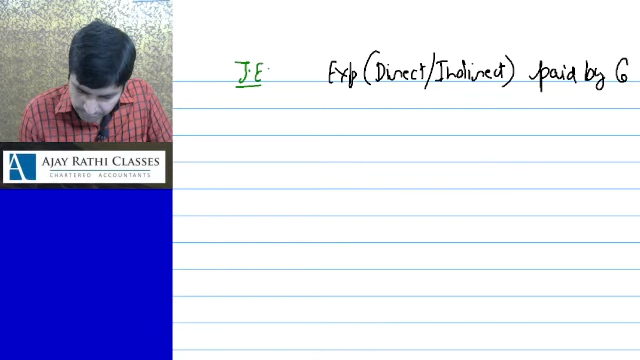 J.E. Exp (Direct/Indirect) paid by G
A AJAY RATHI CLASSES
CHARTERED ACCOUNTANTS